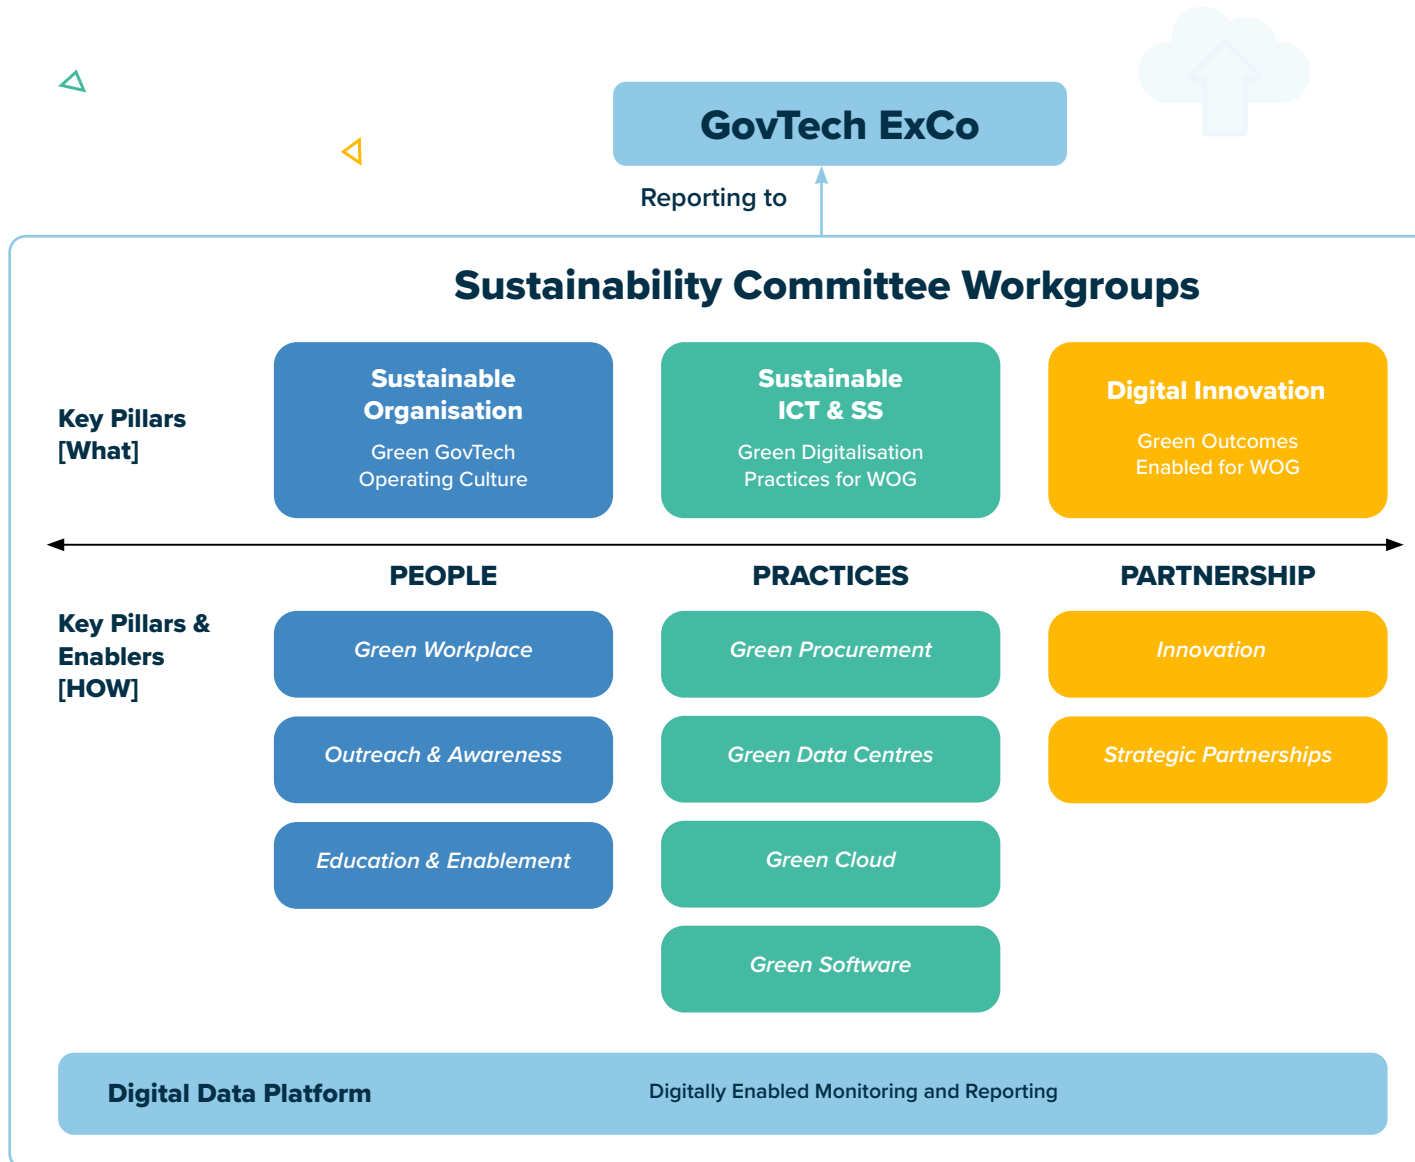 GovTech ExCo
Reporting to
Sustainability Committee Workgroups
Key Pillars
[What]
Sustainable
Organisation
Green GovTech
Operating Culture
Sustainable
ICT & SS
Green Digitalisation
Practices for WOG
Digital Innovation
Green Outcomes
Enabled for WOG
PEOPLE
PRACTICES
PARTNERSHIP
Key Pillars &
Enablers
[HOW]
Green Workplace
Outreach & Awareness
Education & Enablement
Green Procurement
Green Data Centres
Green Cloud
Green Software
Innovation
Strategic Partnerships
Digital Data Platform
Digitally Enabled Monitoring and Reporting